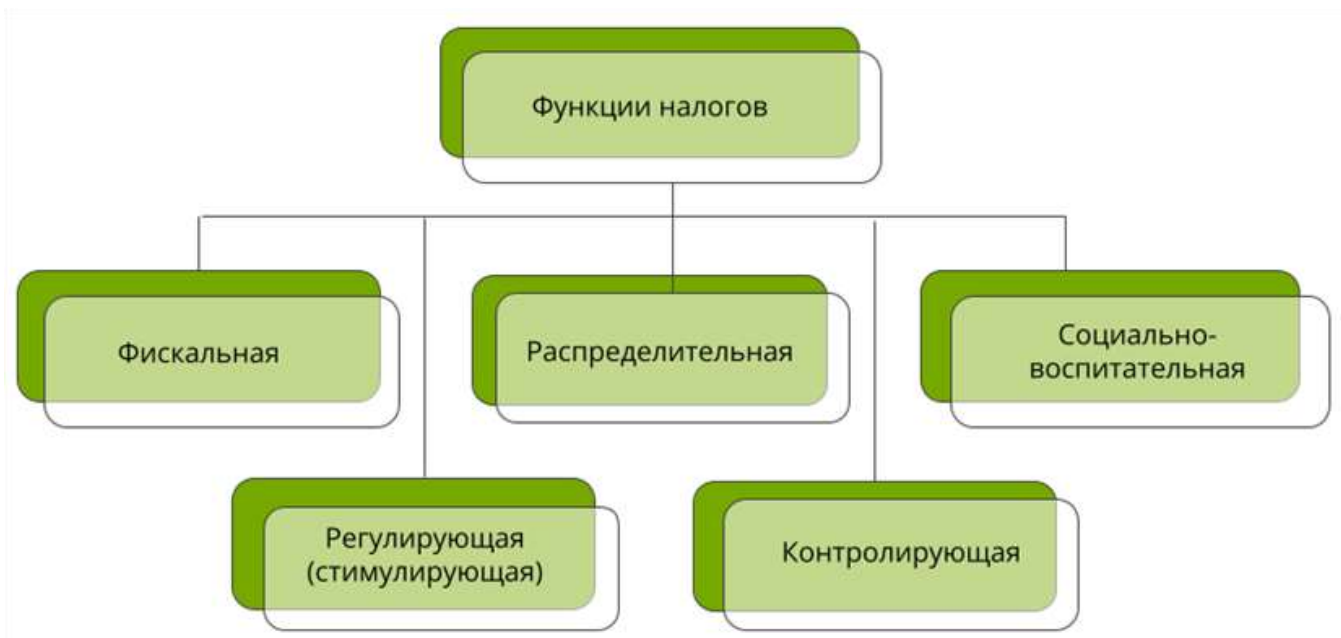 Функции налогов
Фискальная
Распределительная
Социально-
воспитательная
Регулирующая
(стимулирующая)
Контролирующая